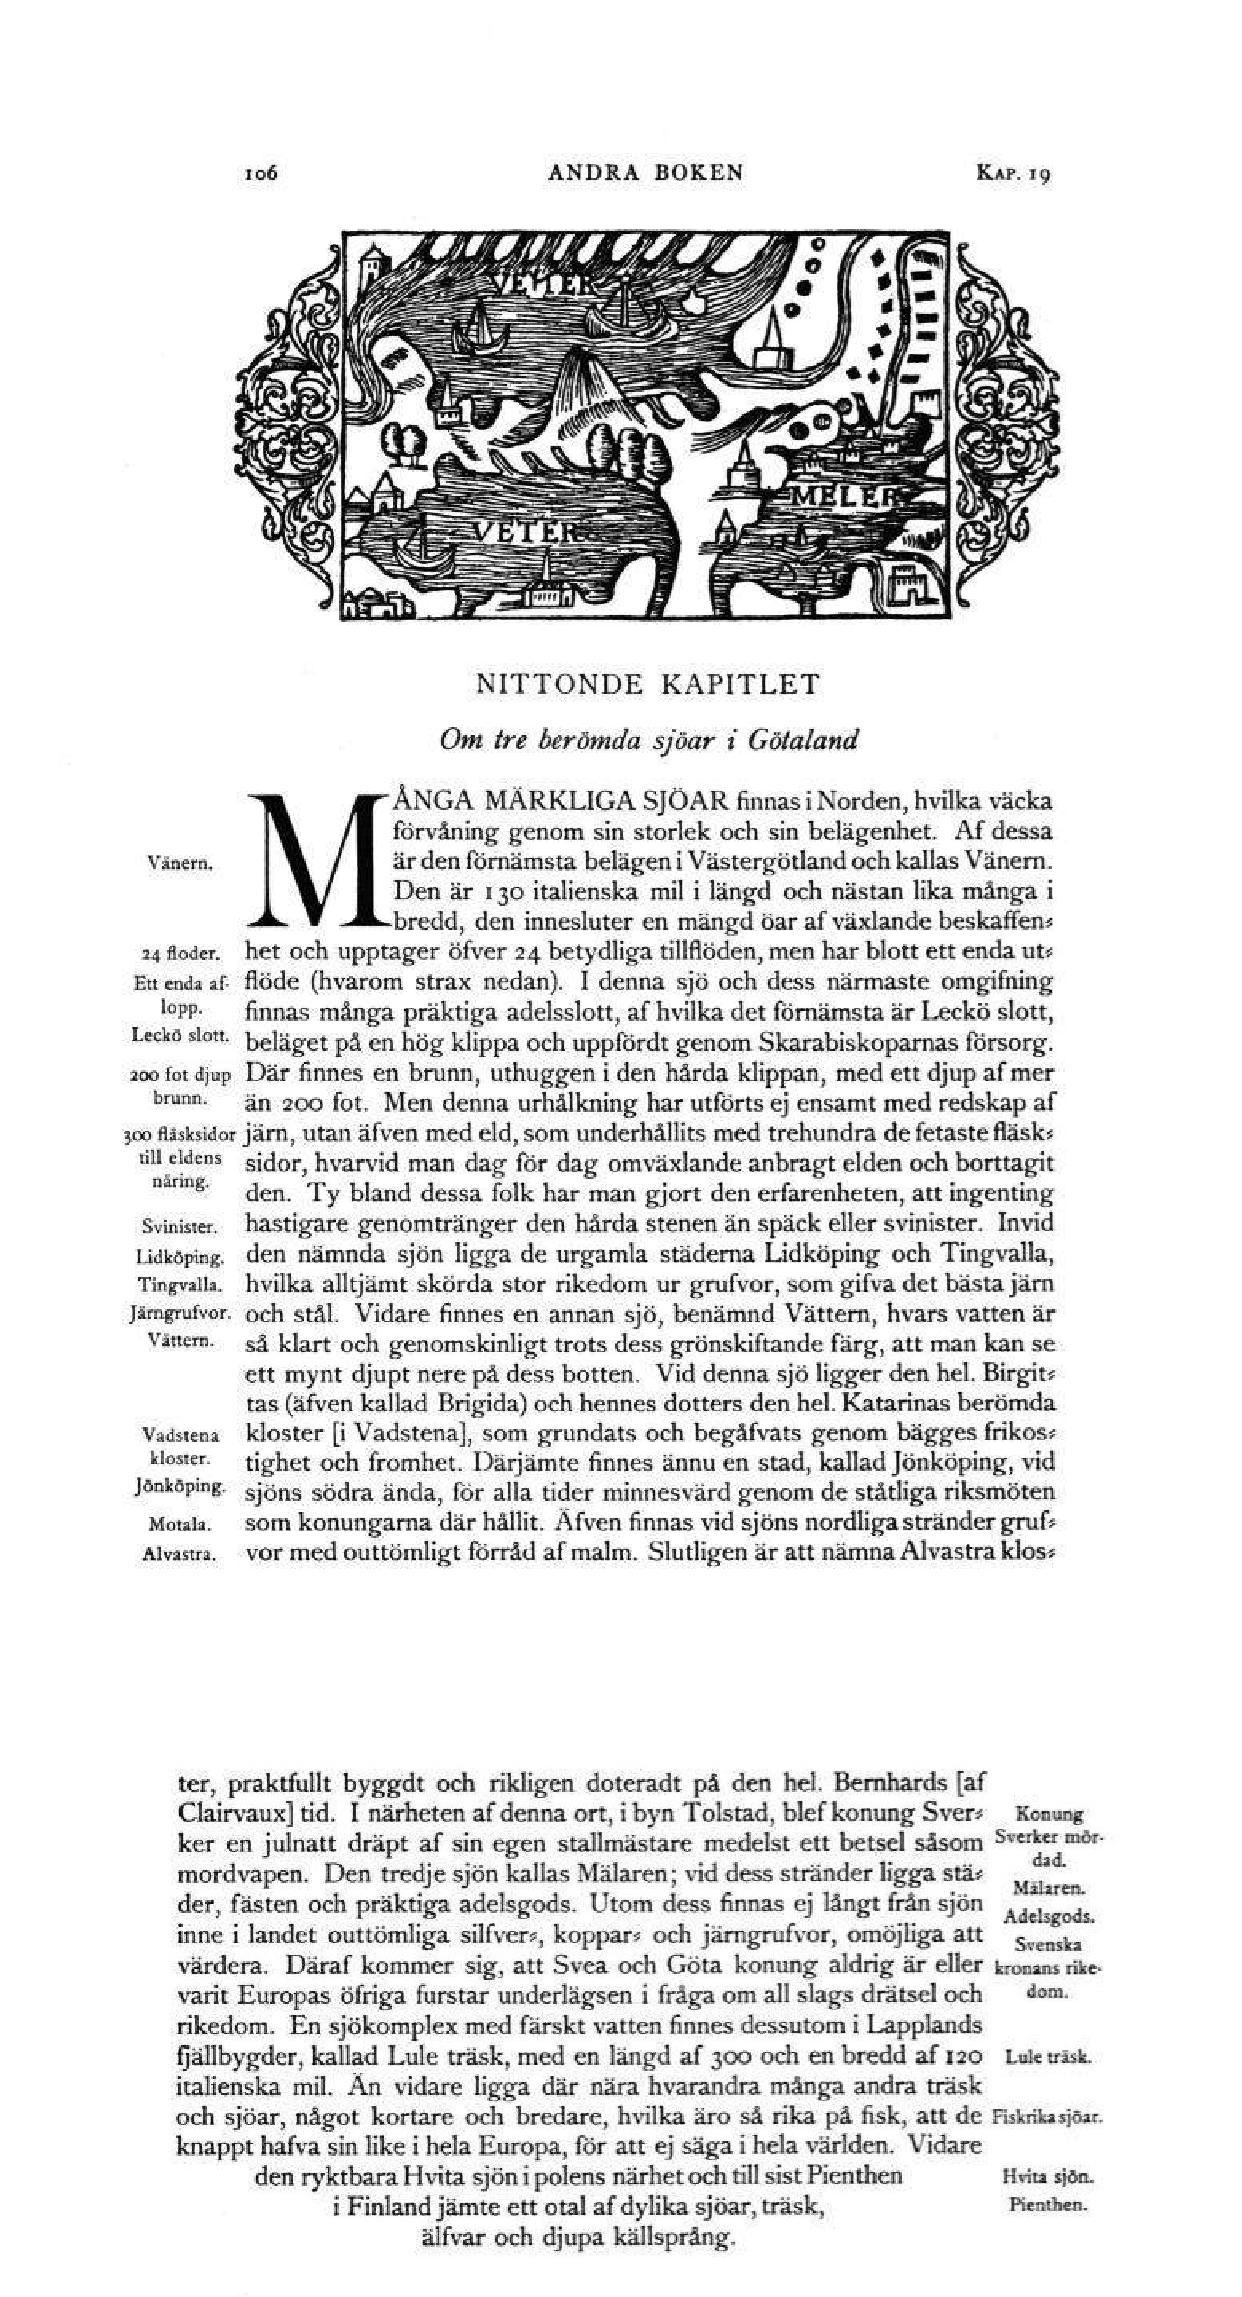 106 ANDRA BOKEN KAP. 19
VETER
VETER
MELER
NITTONDE KAPITLET
Om tre berömda sjöar i Götaland
MÅNGA MÄRKLIGA SJÖAR finnas i Norden, hvilka väcka
förvåning genom sin storlek och sin belägenhet. Af dessa
Vänern.
är den förnämsta belägen i Västergötland och kallas Vänern.
Den är 130 italienska mil i längd och nästan lika många i
bredd, den innesluter en mängd öar af växlande beskaffen-
24 floder.
het och upptager öfver 24 betydliga tillflöden, men har blott ett enda ut-
Ett enda af-
flöde (hvarom strax nedan). I denna sjö och dess närmaste omgifning
lopp.
finnas många präktiga adelsslott, af hvilka det förnämsta är Leckö slott,
Leckö slott.
beläget på en hög klippa och uppfördt genom Skarabiskoparnas försorg.
200 fot djup
Där finnes en brunn, uthuggen i den hårda klippan, med ett djup af mer
brunn.
än 200 fot. Men denna urhålkning har utförts ej ensamt med redskap af
300 fläsksidor
järn, utan äfven med eld, som underhållits med trehundra de fetaste fläsk-
till eldens
sidor, hvarvid man dag för dag omväxlande anbragt elden och borttagit
näring.
den. Ty bland dessa folk har man gjort den erfarenheten, att ingenting
Svinister.
hastigare genomtränger den hårda stenen än späck eller svinister. Invid
Lidköping.
den nämnda sjön ligga de urgamla städerna Lidköping och Tingvalla,
Tingvalla.
hvilka alltjämt skörda stor rikedom ur grufvor, som gifva det bästa järn
Järngrufvor.
och stål. Vidare finnes en annan sjö, benämnd Vättern, hvars vatten är
Vättern.
så klart och genomskinligt trots dess grönskiftande färg, att man kan se
ett mynt djupt nere på dess botten. Vid denna sjö ligger den hel. Birgit-
tas (äfven kallad Brigida) och hennes dotters den hel. Katarinas berömda
Vadstena
kloster [i Vadstena], som grundats och begåfvats genom bägges frikos-
kloster.
tighet och fromhet. Därjämte finnes ännu en stad, kallad Jönköping, vid
Jönköping.
sjöns södra ända, för alla tider minnesvärd genom de ståtliga riksmöten
Motala.
som konungarna där hållit. Äfven finnas vid sjöns nordliga stränder gruf-
Alvastra.
vor med outtömligt förråd af malm. Slutligen är att nämna Alvastra klos-
ter, praktfullt byggdt och rikligen doteradt på den hel. Bernhards [af
Clairvaux] tid. I närheten af denna ort, i byn Tolstad, blef konung Sver-
Konung
ker en julnatt dräpt af sin egen stallmästare medelst ett betsel såsom
Sverker mör-
mordvapen. Den tredje sjön kallas Mälaren; vid dess stränder ligga stä-
dad.
Mälaren.
der, fästen och präktiga adelsgods. Utom dess finnas ej långt från sjön
Adelsgods.
inne i landet outtömliga silfver-, koppar- och järngrufvor, omöjliga att
Svenska
värdera. Däraf kommer sig, att Svea och Göta konung aldrig är eller
kronans rike-
varit Europas öfriga furstar underlägsen i fråga om all slags drätsel och
dom.
rikedom. En sjökomplex med färskt vatten finnes dessutom i Lapplands
fjällbygder, kallad Lule träsk, med en längd af 300 och en bredd af 120
Lule träsk.
italienska mil. Än vidare ligga där nära hvarandra många andra träsk
och sjöar, något kortare och bredare, hvilka äro så rika på fisk, att de
Fiskrika sjöar.
knappt hafva sin like i hela Europa, för att ej säga i hela världen. Vidare
den ryktbara Hvita sjön i polens närhet och till sist Pienthen
Hvita sjön.
i Finland jämte ett otal af dylika sjöar, träsk,
Pienthen.
älfvar och djupa källsprång.